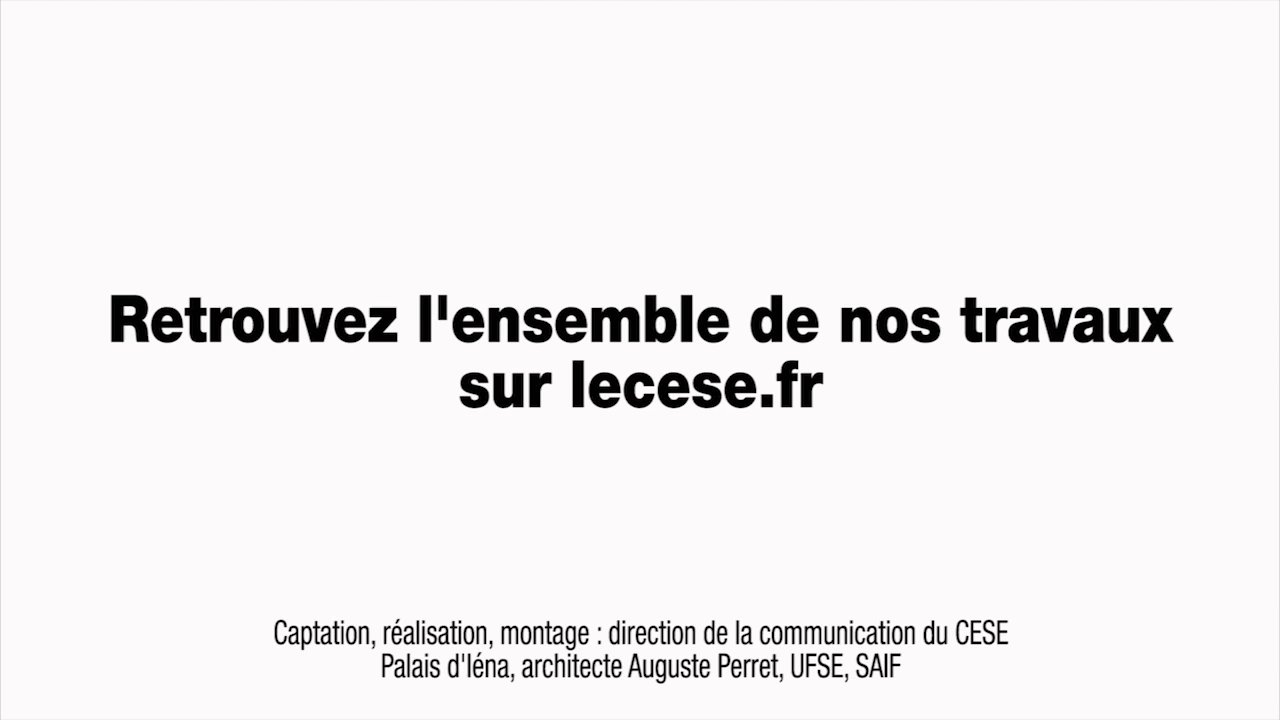 Retrouvez l'ensemble de nos travaux
sur lecese.fr
Captation, réalisation, montage : direction de la communication du CESE
Palais d'Iéna, architecte Auguste Perret, UFSE, SAIF